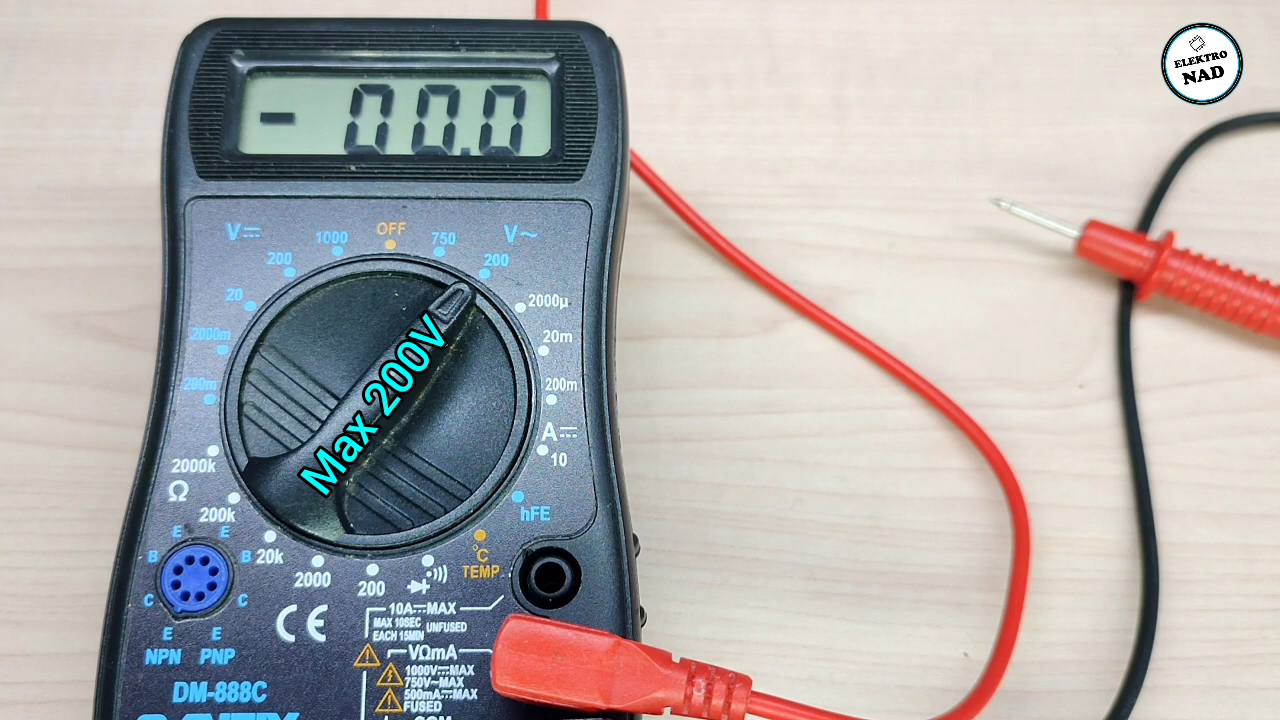 ELEKTRO
NAD
- 00.0
OFF
V⎓
1000
750
V~
200
200
20
2000µ
2000m
20m
200m
200m
A⎓
10
2000k
Ω
200k
hFE
20k
2000
200
°C
TEMP
Max 200V
E
E
B
B
C
C
E
E
NPN
PNP
CE
10A⎓MAX
MAX 10SEC
EACH 15MIN
UNFUSED
VΩmA
1000V⎓MAX
750V~MAX
500mA⎓MAX
FUSED
DM-888C